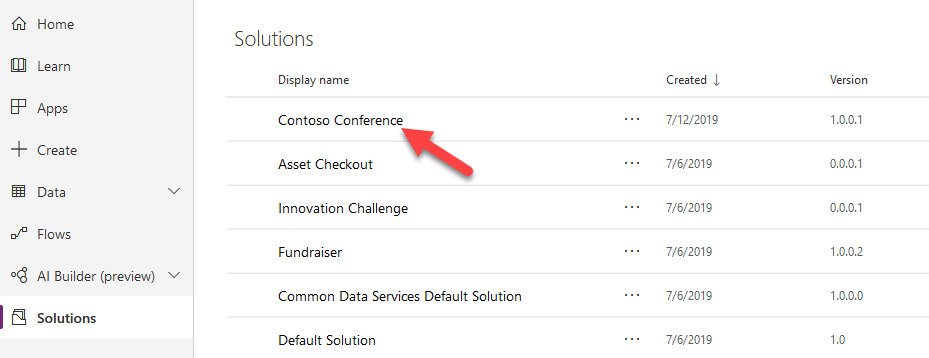 Home
Learn
Apps
Create
Data
Flows
AI Builder (preview)
Solutions
Solutions
Display name Created ↓ Version
Contoso Conference ... 7/12/2019 1.0.0.1
Asset Checkout ... 7/6/2019 0.0.0.1
Innovation Challenge ... 7/6/2019 0.0.0.1
Fundraiser ... 7/6/2019 1.0.0.2
Common Data Services Default Solution ... 7/6/2019 1.0.0.0
Default Solution ... 7/6/2019 1.0